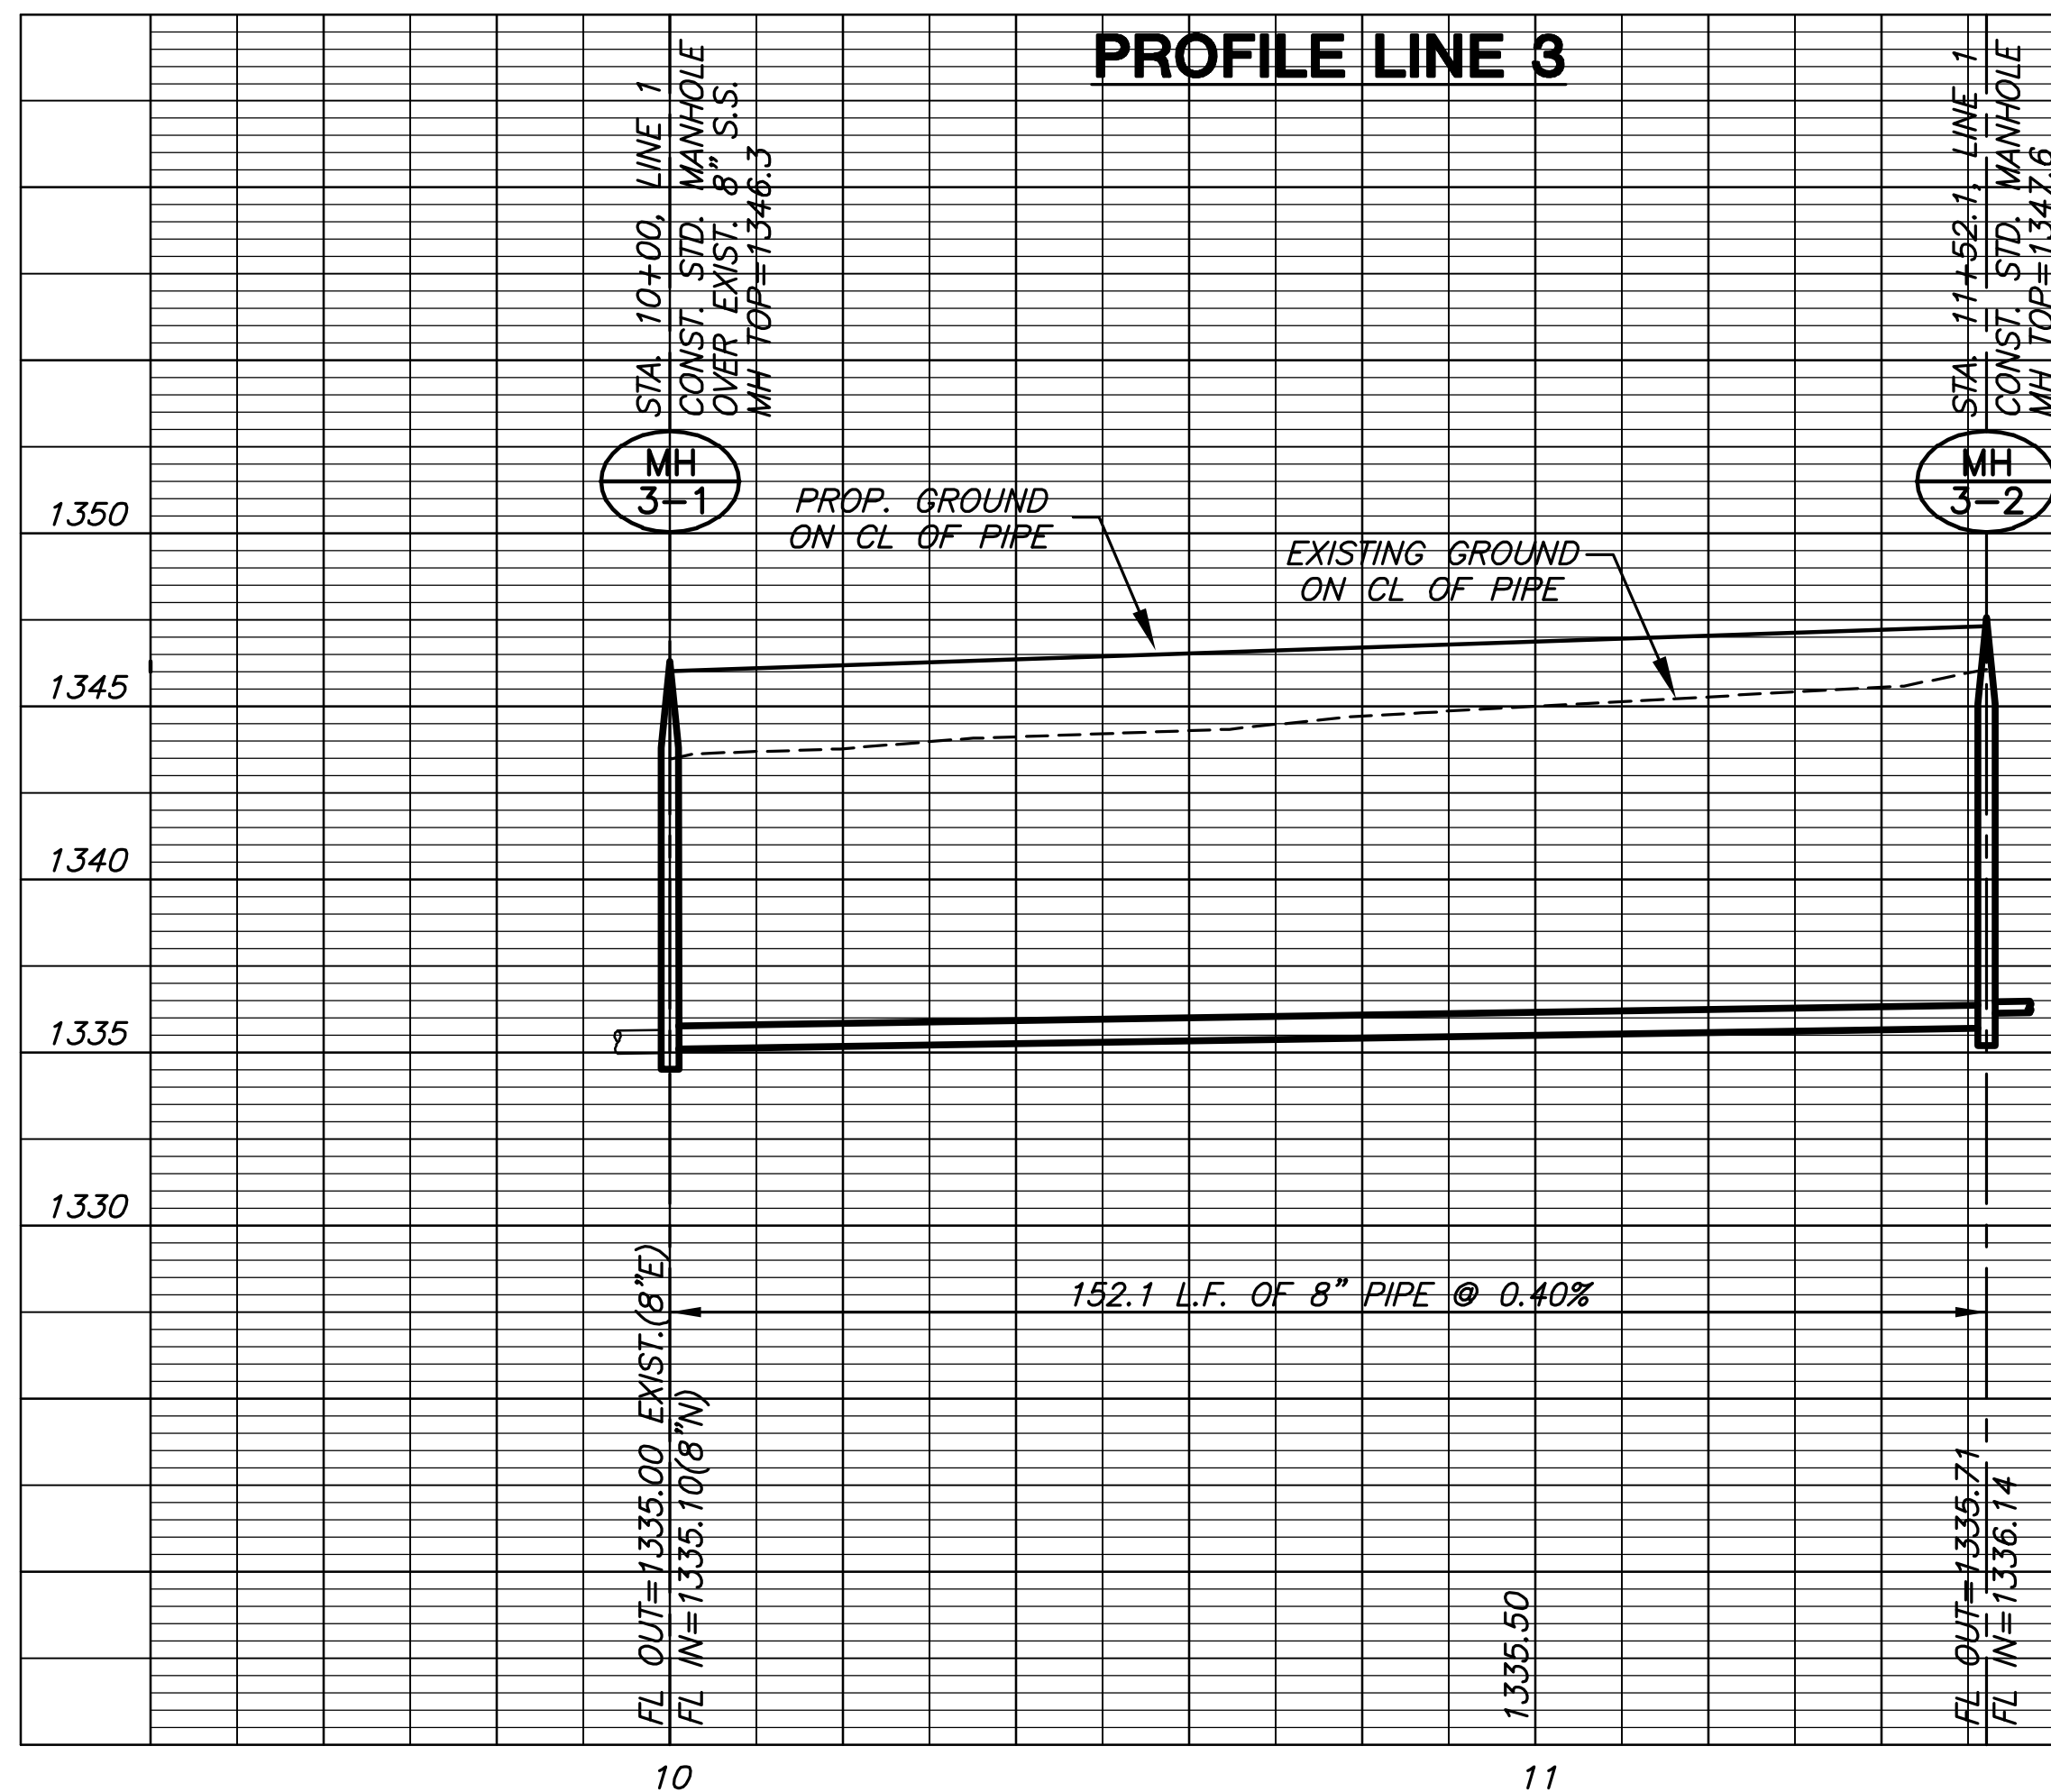 PROFILE LINE 3
STA. 10+00, LINE 1
CONST. STD. MANHOLE
OVER EXIST. 8" S.S.
MH TOP=1346.3
STA. 11+52.1, LINE 1
CONST. STD. MANHOLE
MH TOP=1347.6
MH
3-1
MH
3-2
PROP. GROUND
ON CL OF PIPE
EXISTING GROUND
ON CL OF PIPE
1350
1345
1340
1335
1330
152.1 L.F. OF 8" PIPE @ 0.40%
FL OUT=1335.00 EXIST.(8"E)
FL IN=1335.10(8"N)
1335.50
FL OUT=1335.71
FL IN=1336.14
10
11